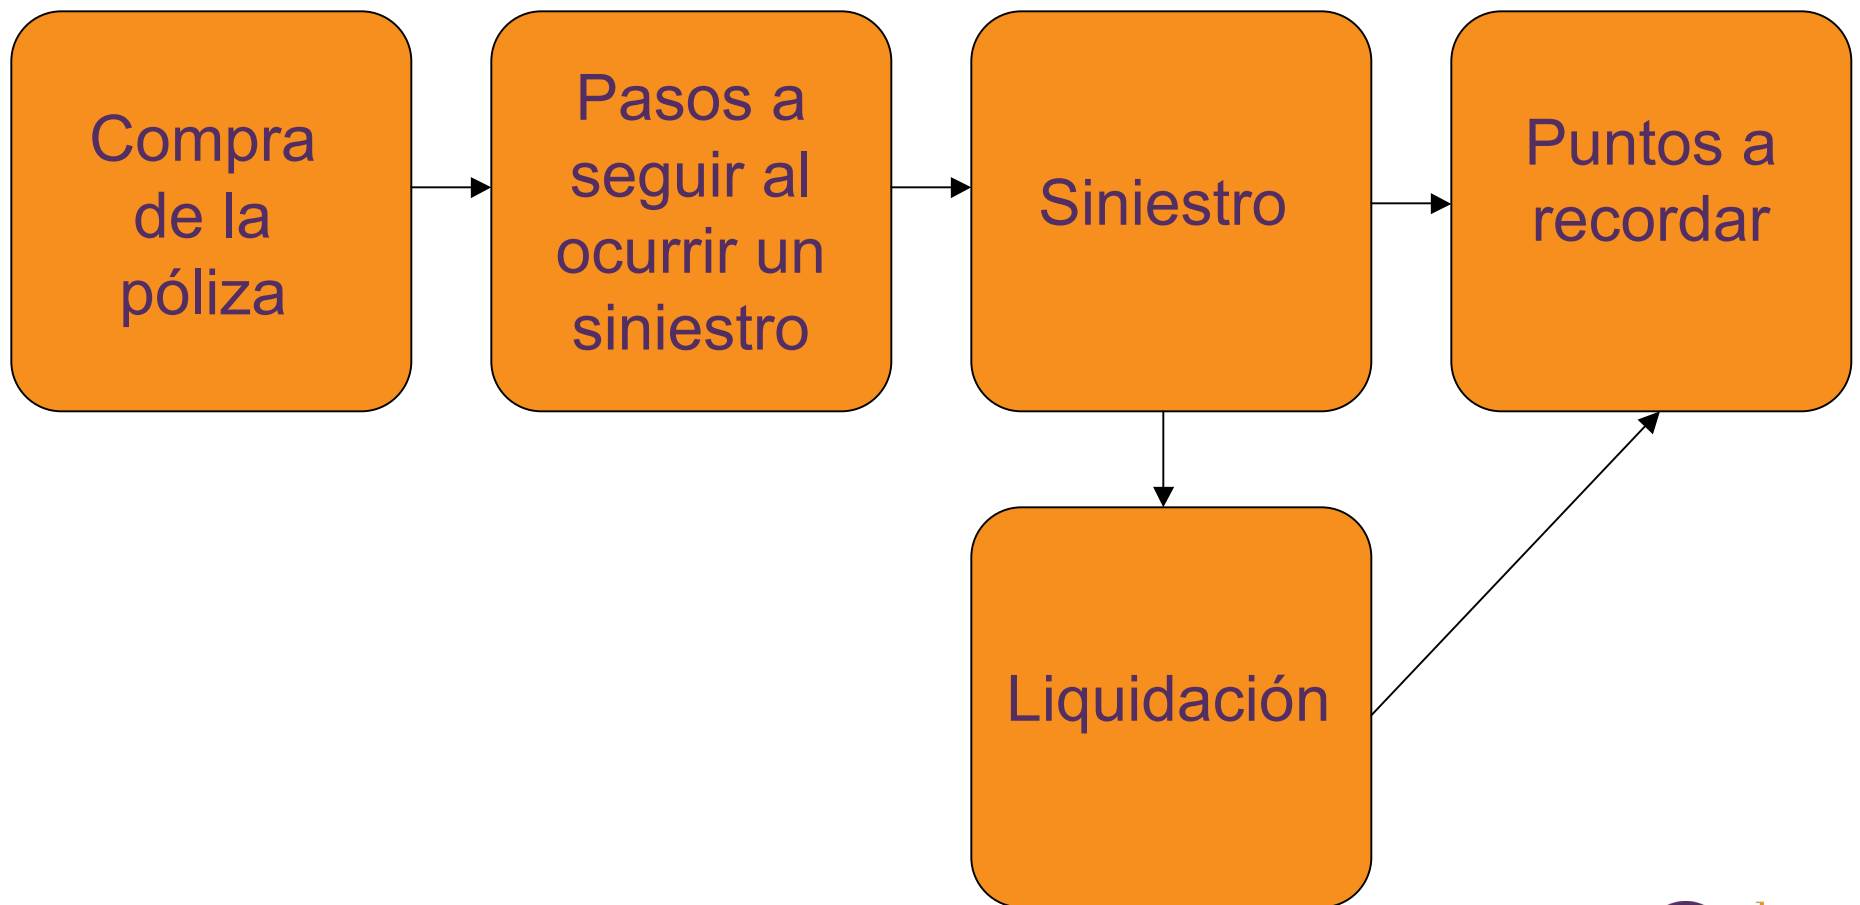 Compra
de la
póliza
Pasos a
seguir al
ocurrir un
siniestro
Siniestro
Puntos a
recordar
Liquidación